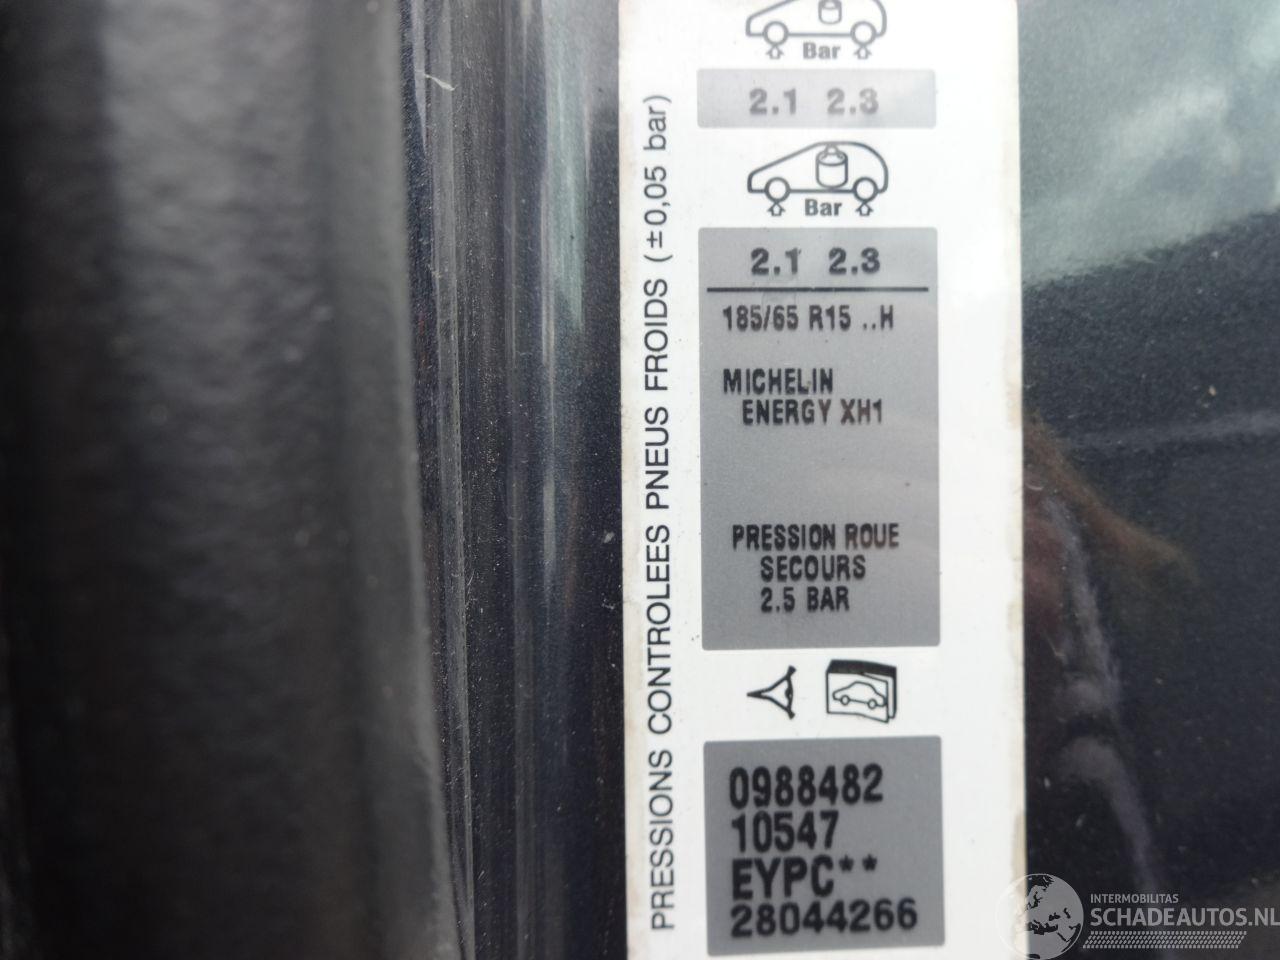 PRESSIONS CONTROLEES PNEUS FROIDS (±0,05 bar)
Bar
2.1 2.3
Bar
2.1 2.3
185/65 R15 ..H
MICHELIN
ENERGY XH1
PRESSION ROUE
SECOURS
2.5 BAR
0988482
10547
EYPC**
28044266
INTERMOBILITAS
SCHADEAUTOS.NL